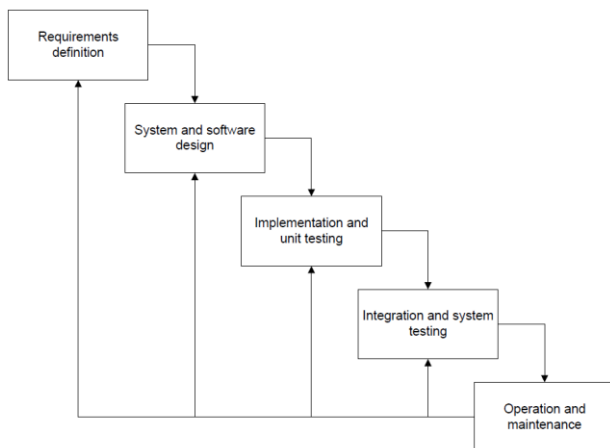 Requirements
definition
System and software
design
Implementation and
unit testing
Integration and system
testing
Operation and
maintenance